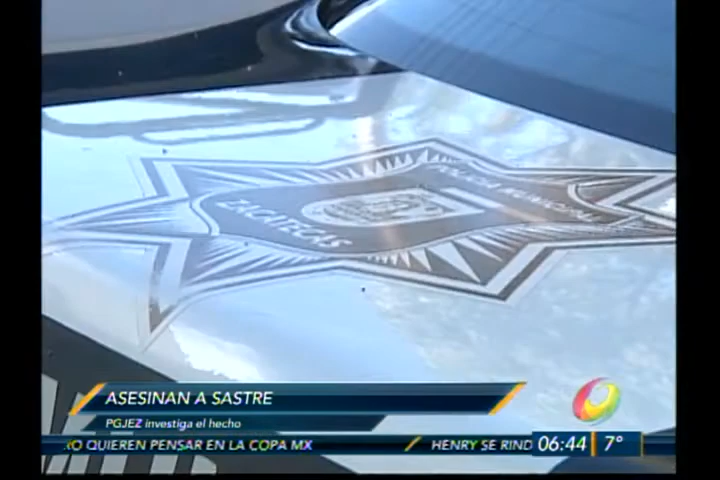 POLICÍA MUNICIPAL
ZACATECAS
ASESINAN A SASTRE
PGJEZ investiga el hecho
QUIEREN PENSAR EN LA COPA MX
HENRY SE RIND
06:44
7°